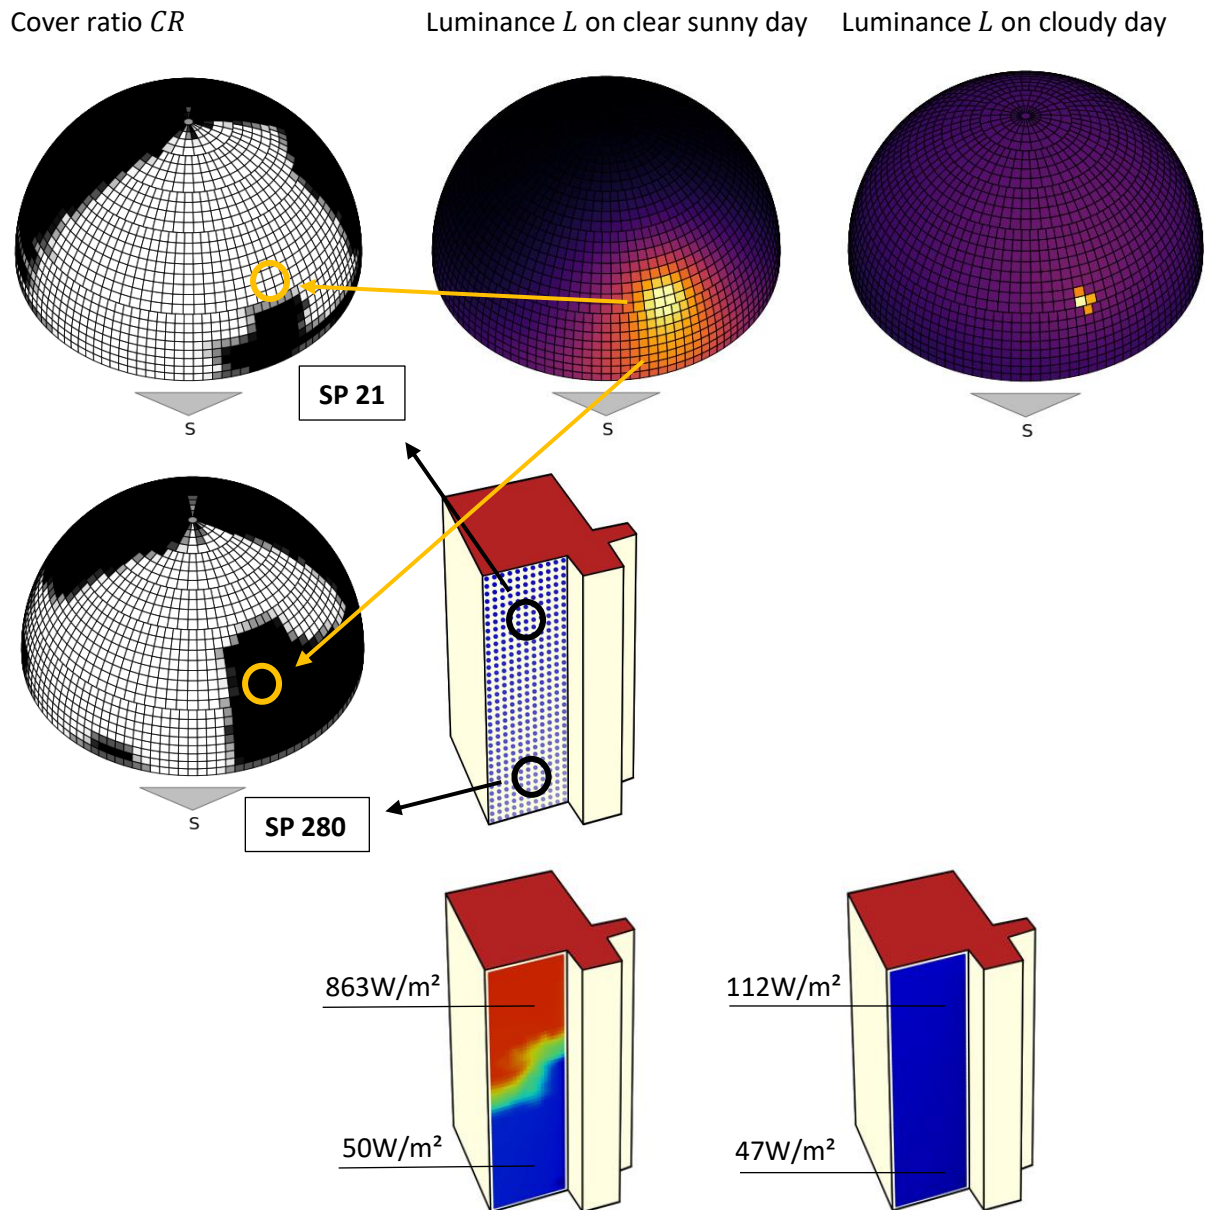 Cover ratio CR
Luminance L on clear sunny day
Luminance L on cloudy day
S
S
S
SP 21
S
SP 280
863W/m²
112W/m²
50W/m²
47W/m²